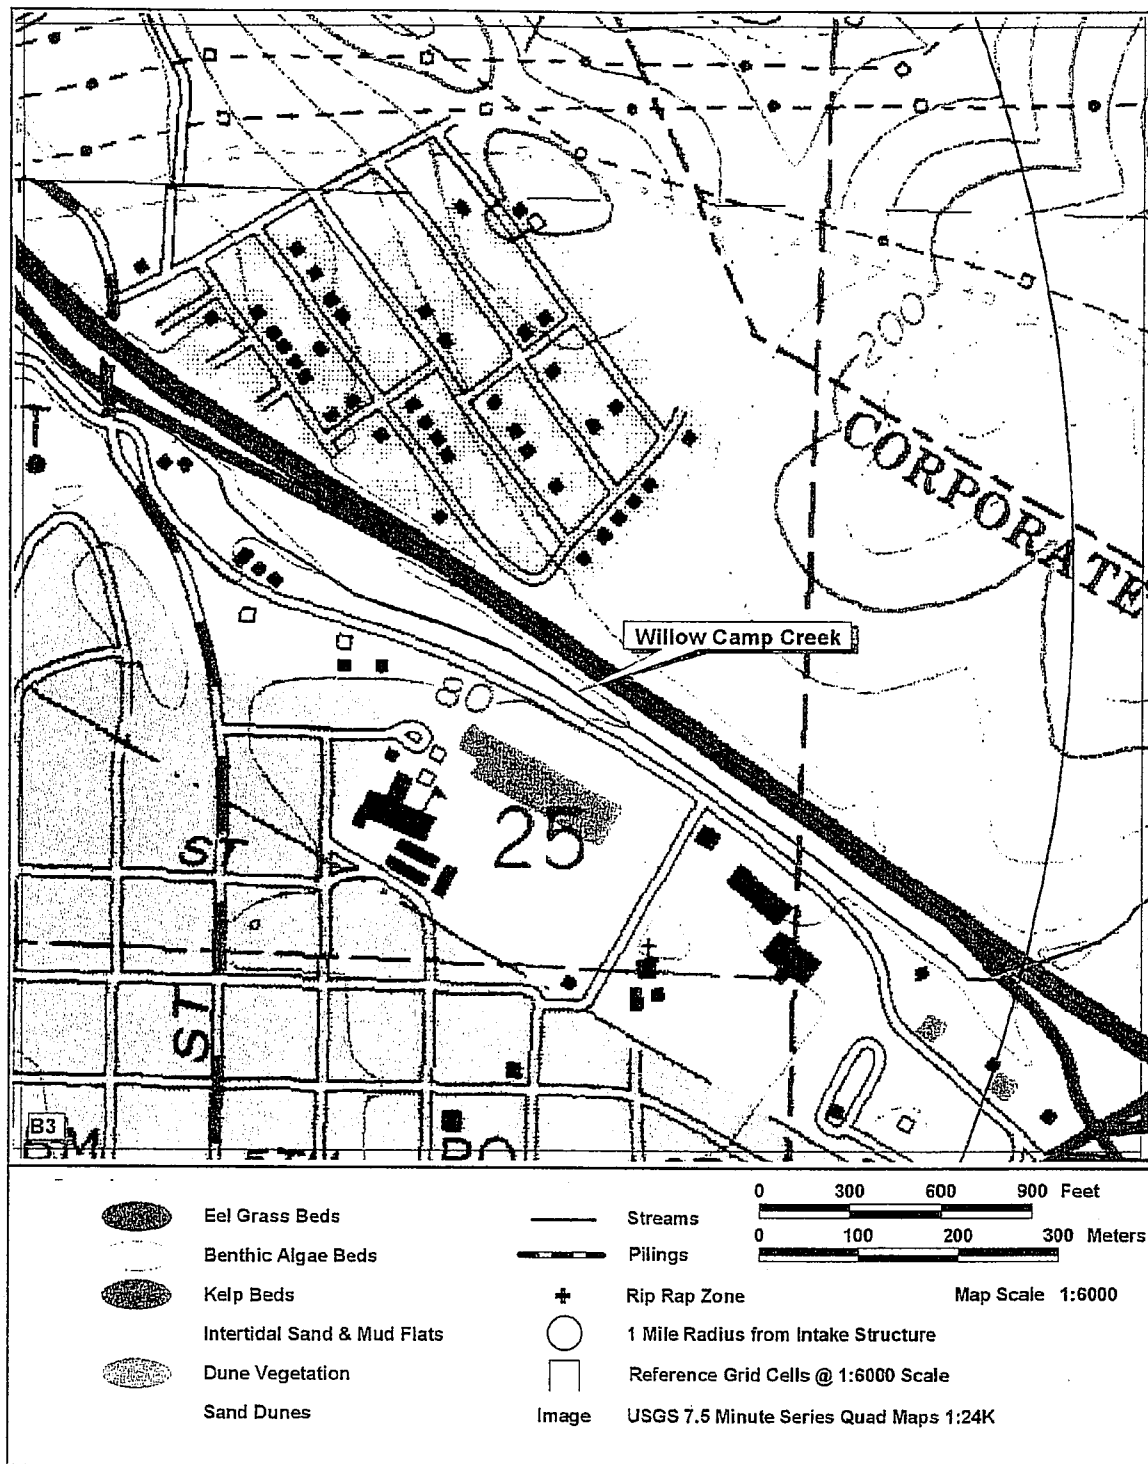 200
CORPORATE
Willow Camp Creek
80
25
ST
ST
B3
0 300 600 900 Feet
Eel Grass Beds
Streams
0 100 200 300 Meters
Benthic Algae Beds
Pilings
Kelp Beds
Rip Rap Zone
Map Scale 1:6000
Intertidal Sand & Mud Flats
1 Mile Radius from Intake Structure
Dune Vegetation
Reference Grid Cells @ 1:6000 Scale
Sand Dunes
Image USGS 7.5 Minute Series Quad Maps 1:24K